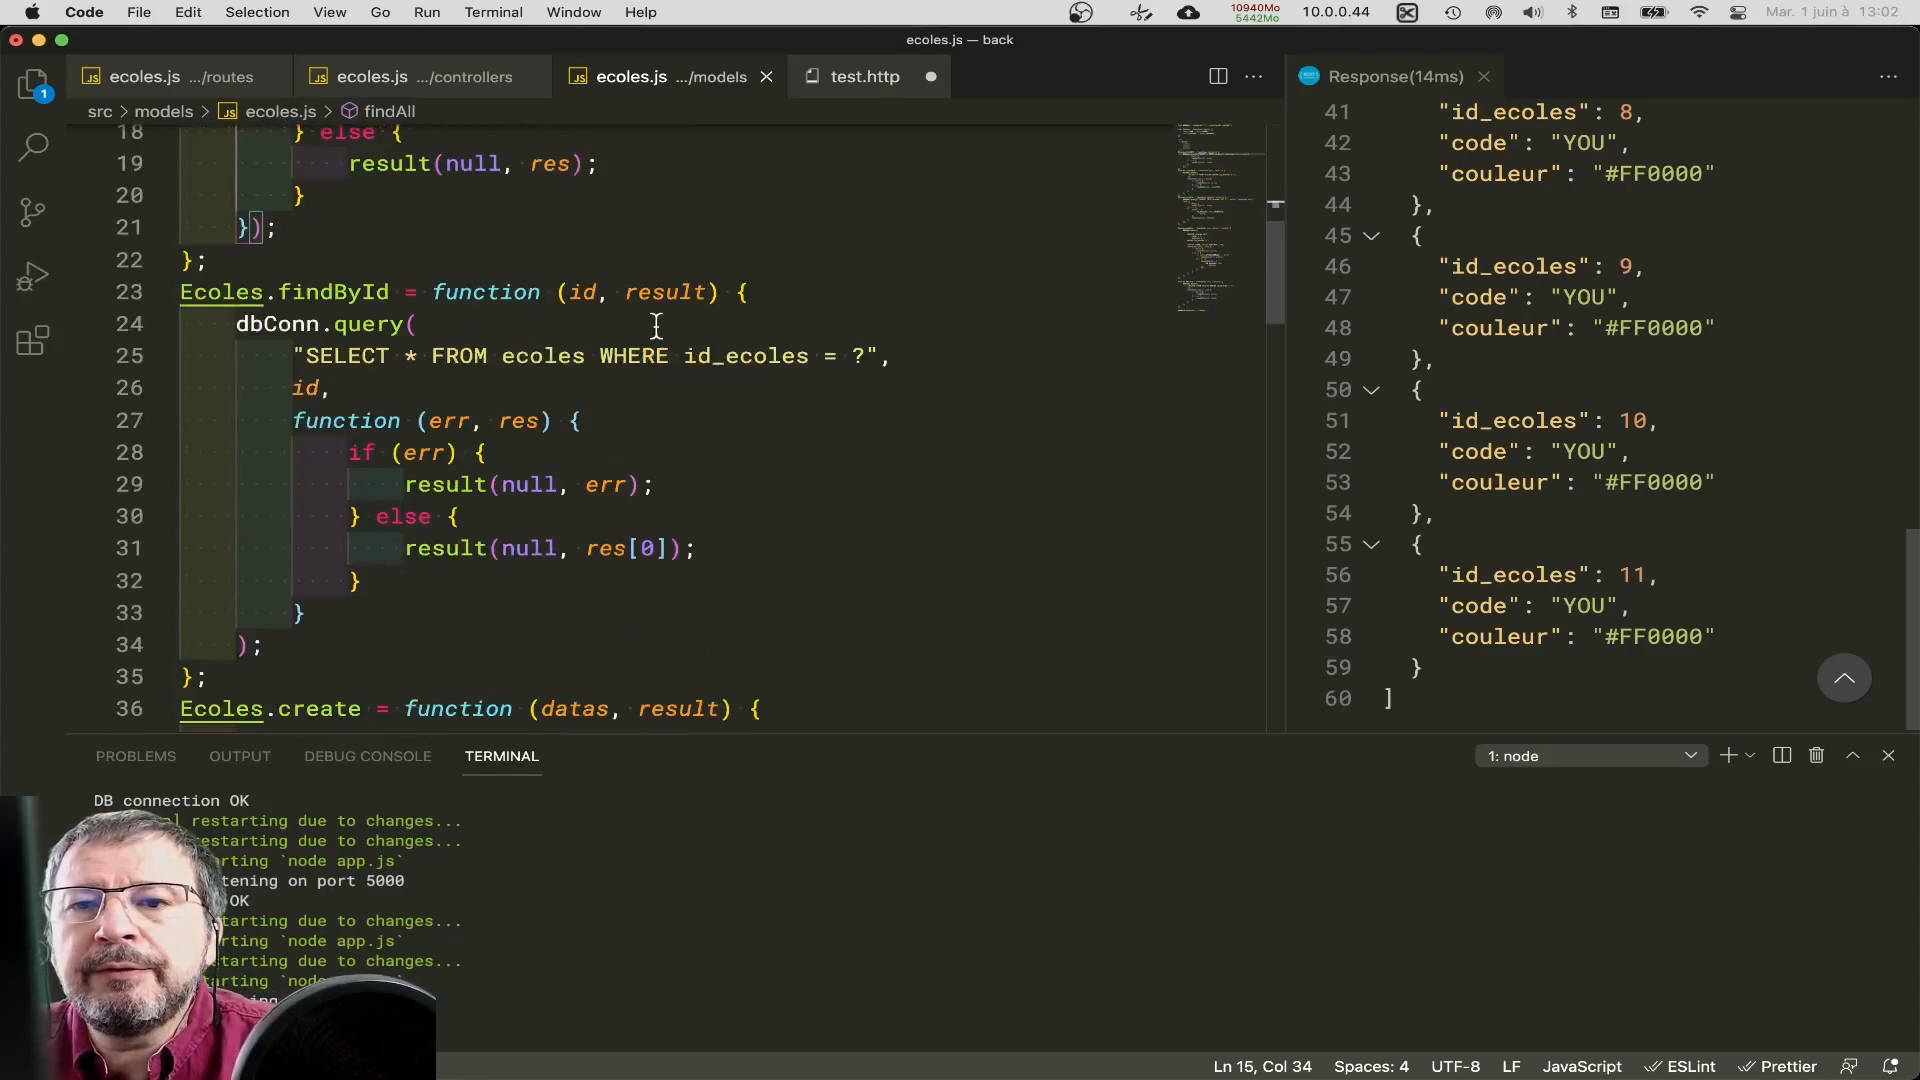 Code File Edit Selection View Go Run Terminal Window Help 10940Mo 5442Mo 10.0.0.44 Mar. 1 juin à 13:02
ecoles.js — back
ecoles.js .../routes ecoles.js .../controllers ecoles.js .../models test.http
src > models > ecoles.js > findAll
18 } else {
19 result(null, res);
20 }
21 });
22 };
23 Ecoles.findById = function (id, result) {
24 dbConn.query(
25 "SELECT * FROM ecoles WHERE id_ecoles = ?",
26 id,
27 function (err, res) {
28 if (err) {
29 result(null, err);
30 } else {
31 result(null, res[0]);
32 }
33 }
34 );
35 };
36 Ecoles.create = function (datas, result) {
Response(14ms)
41 "id_ecoles": 8,
42 "code": "YOU",
43 "couleur": "#FF0000"
44 },
45 {
46 "id_ecoles": 9,
47 "code": "YOU",
48 "couleur": "#FF0000"
49 },
50 {
51 "id_ecoles": 10,
52 "code": "YOU",
53 "couleur": "#FF0000"
54 },
55 {
56 "id_ecoles": 11,
57 "code": "YOU",
58 "couleur": "#FF0000"
59 }
60 ]
PROBLEMS OUTPUT DEBUG CONSOLE TERMINAL 1: node
DB connection OK
restarting due to changes...
estarting due to changes...
rting `node app.js`
tening on port 5000
OK
tarting due to changes...
rting `node app.js`
tarting due to changes...
tarting `node
Ln 15, Col 34 Spaces: 4 UTF-8 LF JavaScript ESLint Prettier